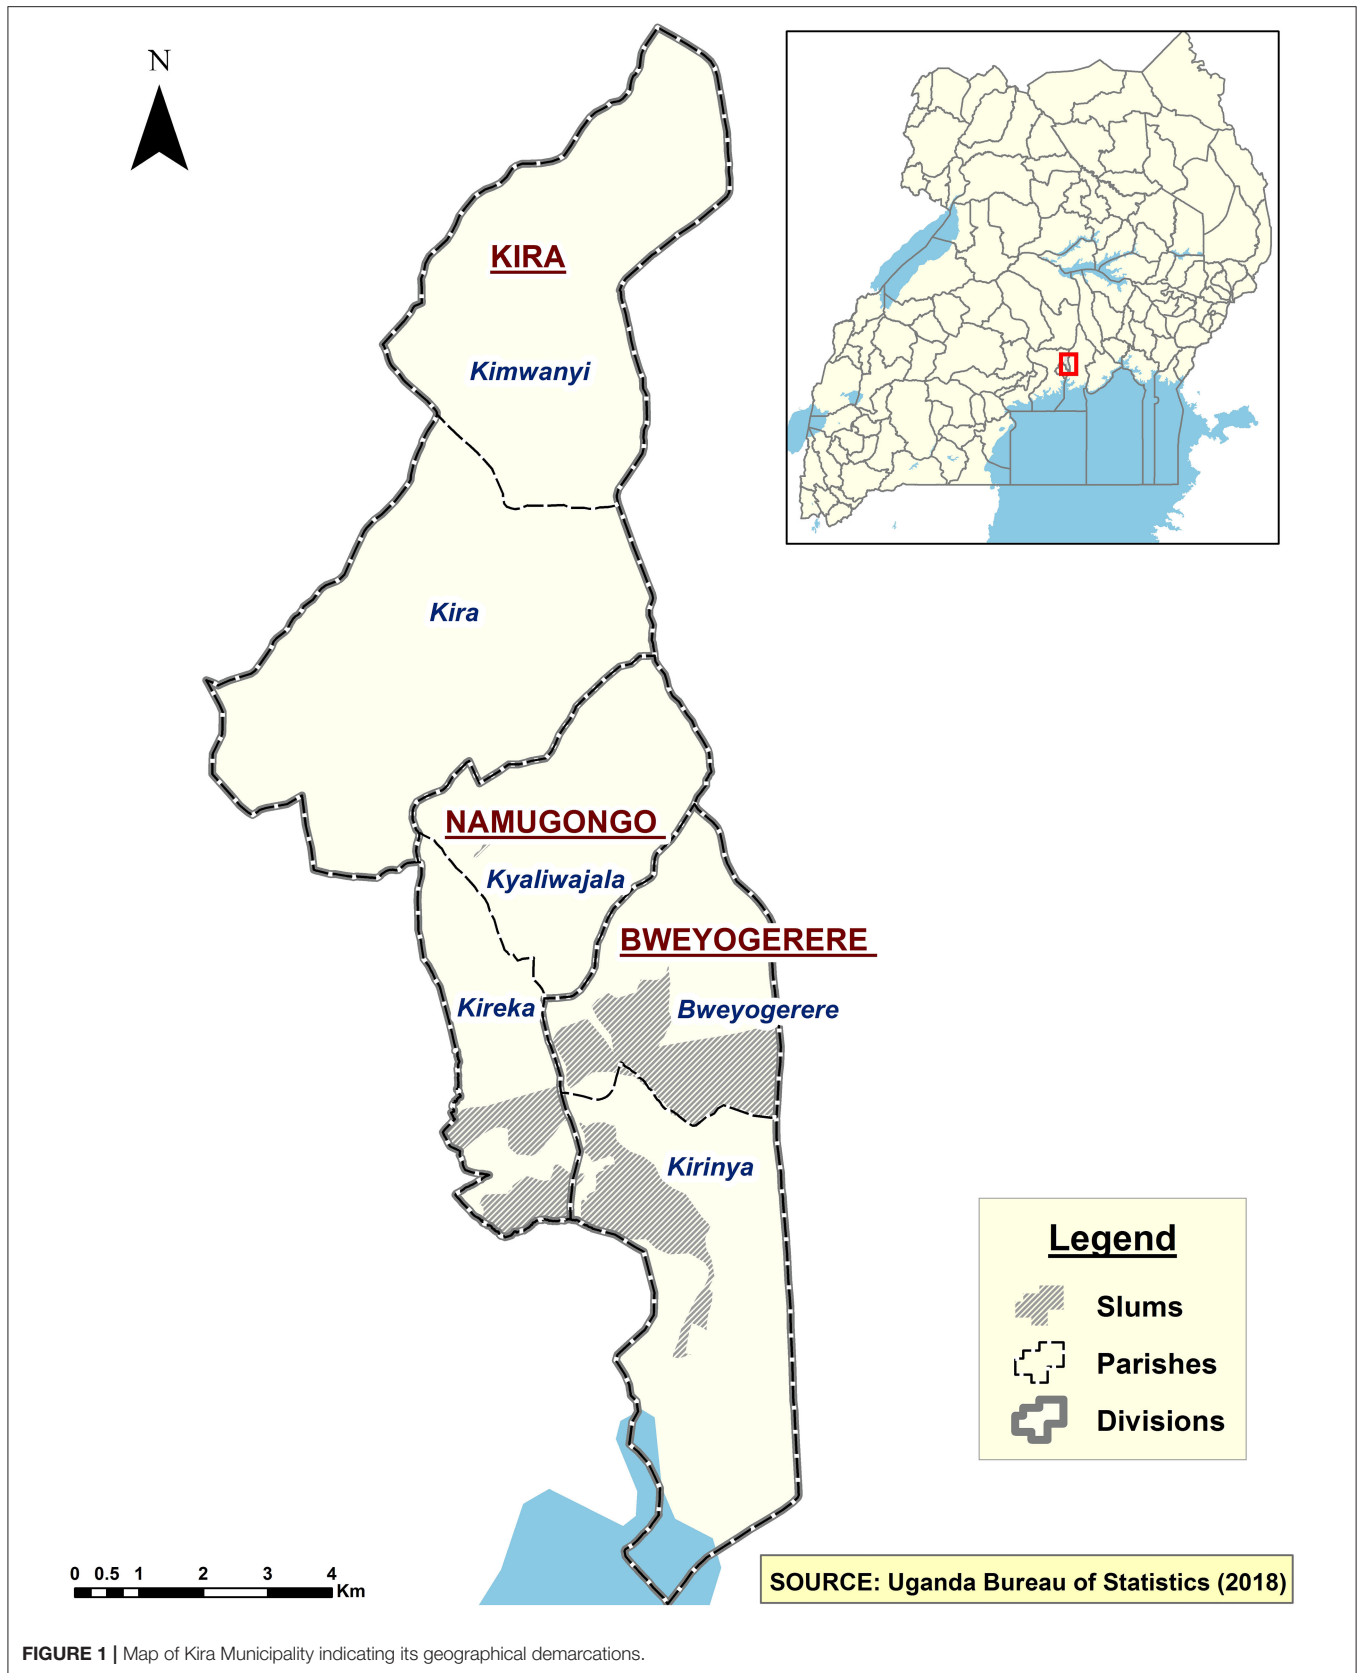 N
KIRA
Kimwanyi
Kira
NAMUGONGO
Kyaliwajala
BWEYOGERERE
Kireka
Bweyogerere
Kirinya
Legend
Slums
Parishes
Divisions
0 0.5 1 2 3 4
Km
SOURCE: Uganda Bureau of Statistics (2018)
FIGURE 1 | Map of Kira Municipality indicating its geographical demarcations.